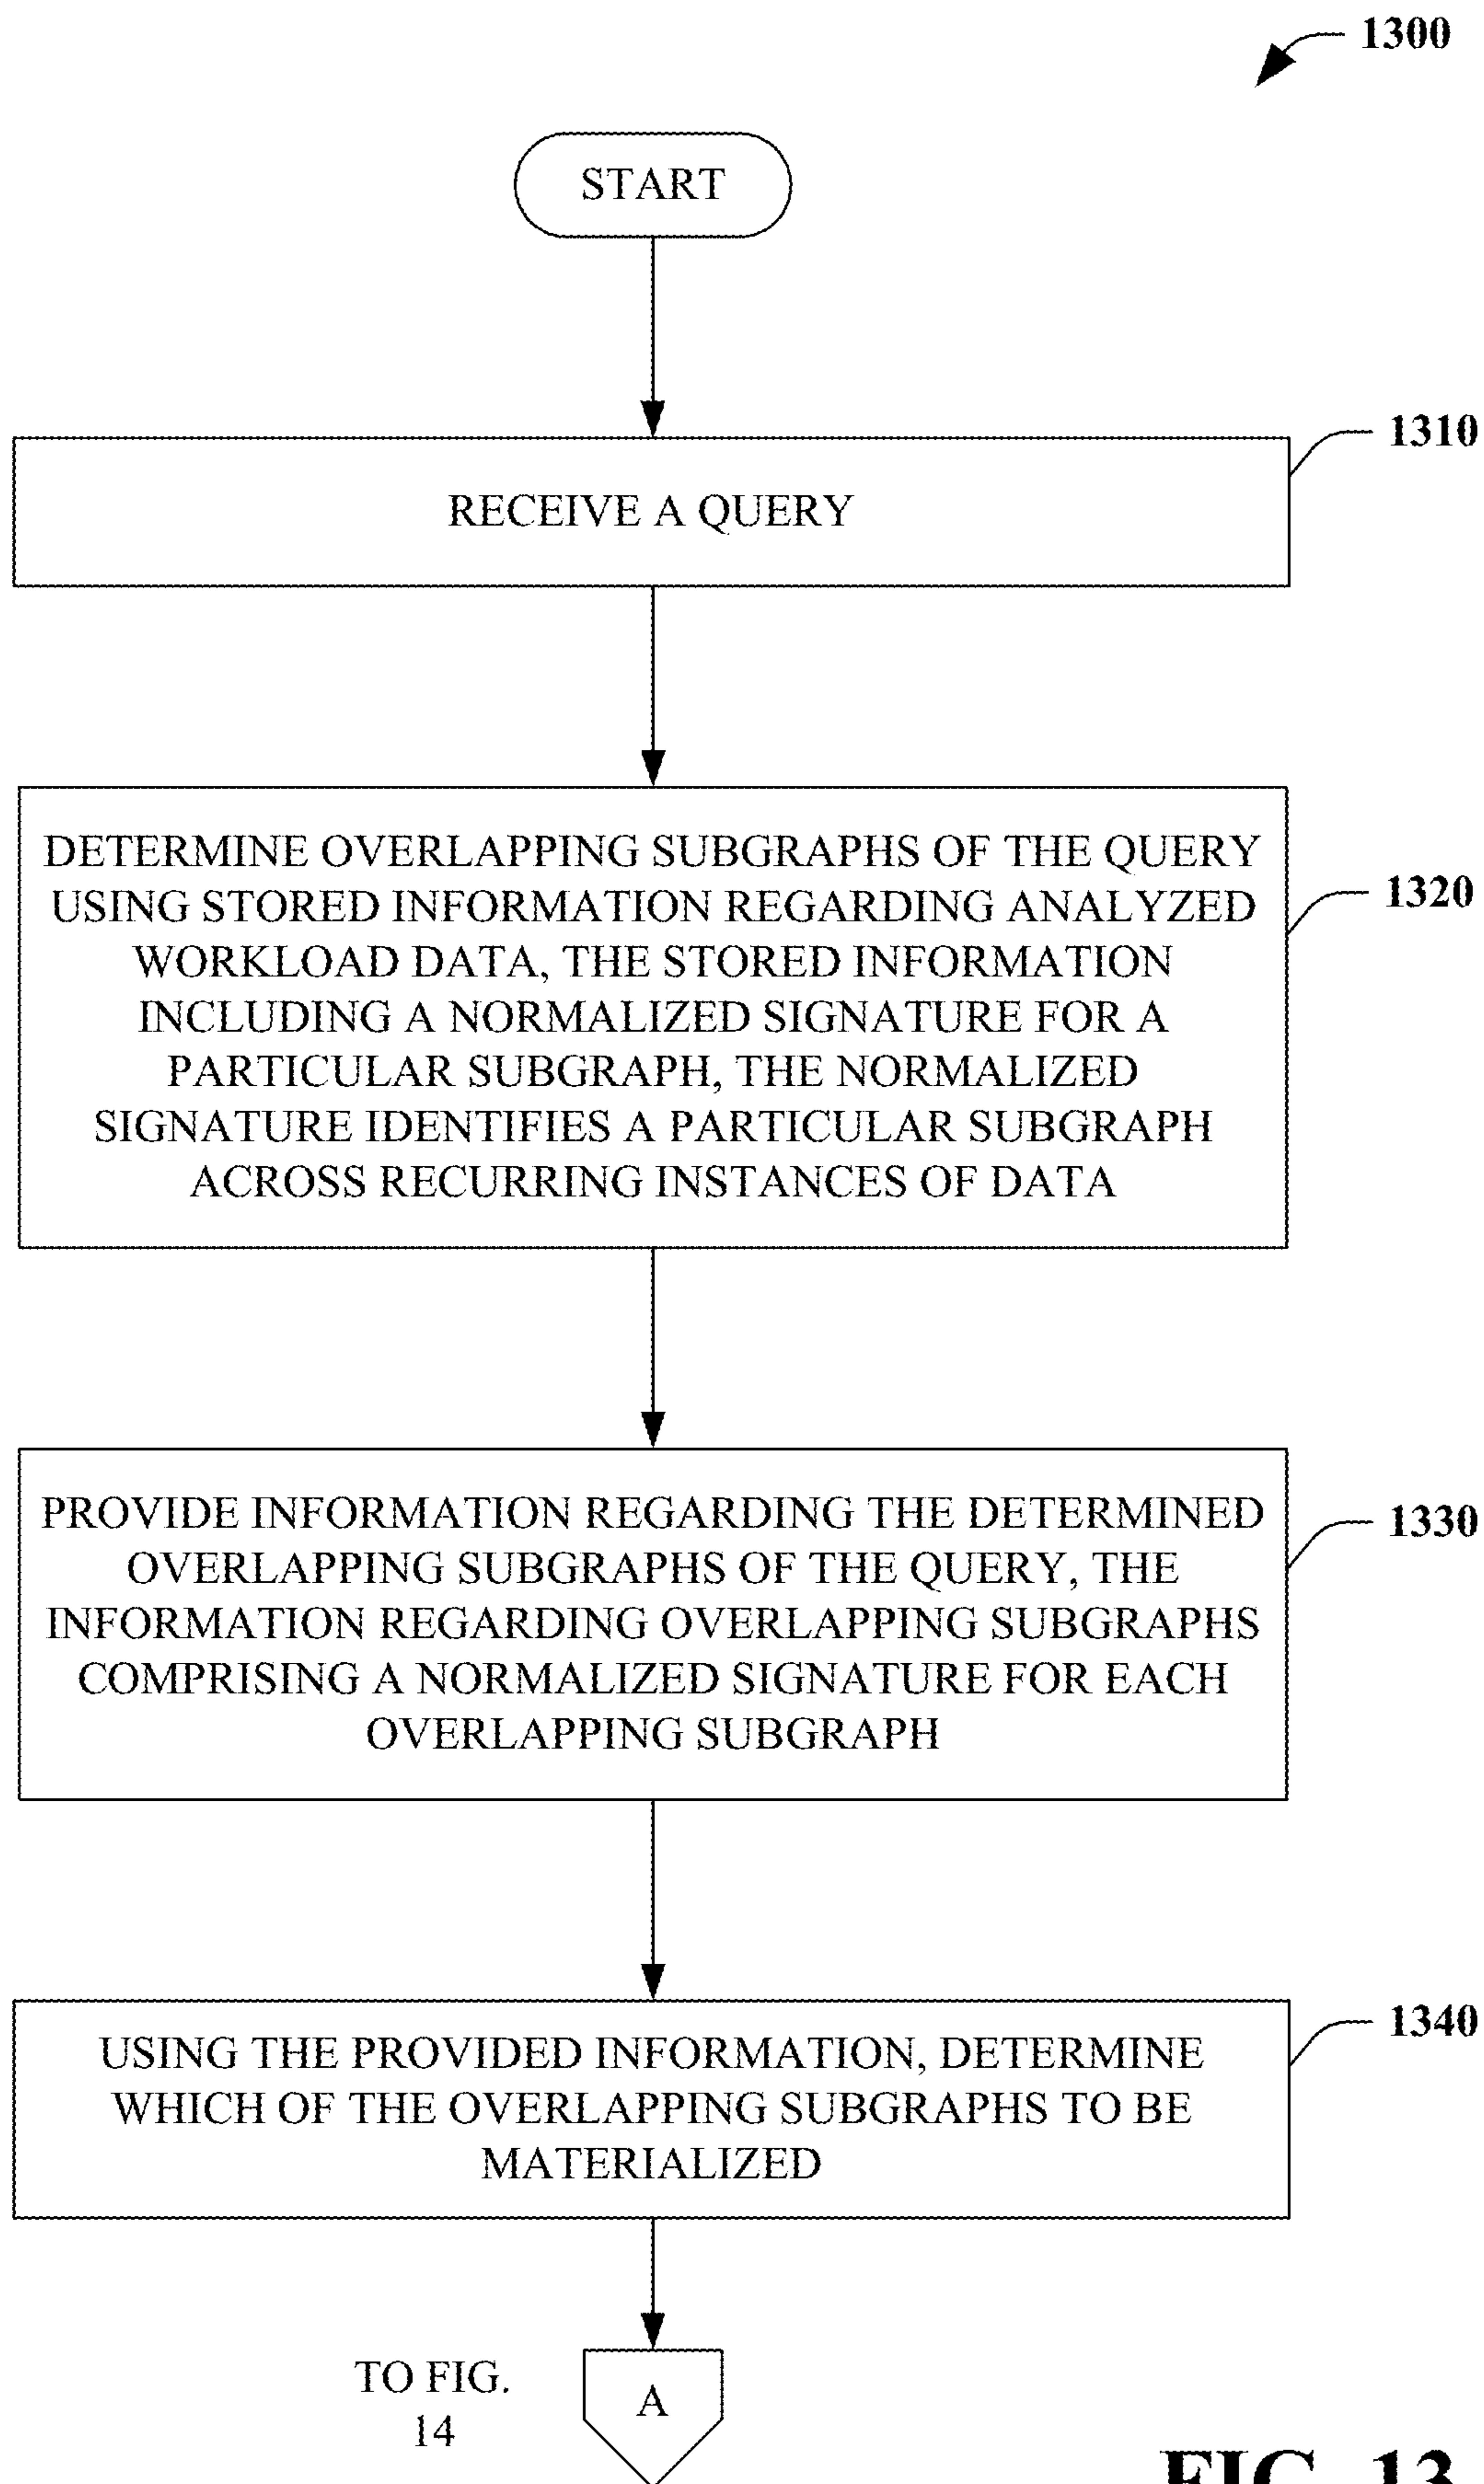 1300
START
RECEIVE A QUERY
1310
DETERMINE OVERLAPPING SUBGRAPHS OF THE QUERY
USING STORED INFORMATION REGARDING ANALYZED
WORKLOAD DATA, THE STORED INFORMATION
INCLUDING A NORMALIZED SIGNATURE FOR A
PARTICULAR SUBGRAPH, THE NORMALIZED
SIGNATURE IDENTIFIES A PARTICULAR SUBGRAPH
ACROSS RECURRING INSTANCES OF DATA
1320
PROVIDE INFORMATION REGARDING THE DETERMINED
OVERLAPPING SUBGRAPHS OF THE QUERY, THE
INFORMATION REGARDING OVERLAPPING SUBGRAPHS
COMPRISING A NORMALIZED SIGNATURE FOR EACH
OVERLAPPING SUBGRAPH
1330
USING THE PROVIDED INFORMATION, DETERMINE
WHICH OF THE OVERLAPPING SUBGRAPHS TO BE
MATERIALIZED
1340
TO FIG.
14
A
FIG. 13